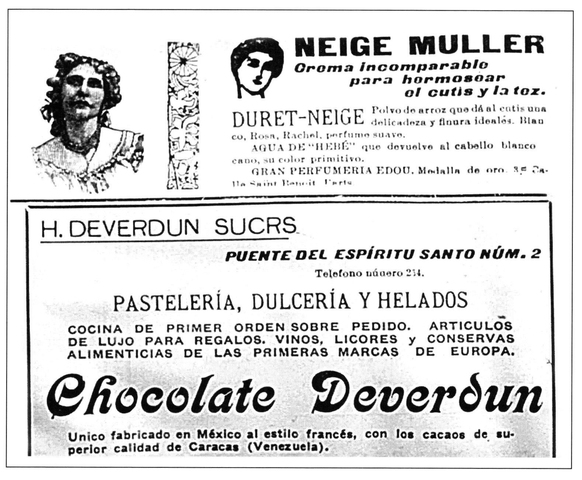 NEIGE MULLER
Croma incomparable
para hermosear
el cutis y la tez.
DURET-NEIGE Polvo de arroz que dá al cutis una
delicadeza y finura ideales. Blan
co, Rosa, Rachel, perfume suave.
AGUA DE "HEBÉ" que devuelve al cabello blanco
cano, su color primitivo.
GRAN PERFUMERIA EDOU. Medalla de oro.
Saint Benoit,
H. DEVERDUN SUCRS.
PUENTE DEL ESPÍRITU SANTO NÚM. 2
Telefono número 214.
PASTELERÍA, DULCERÍA Y HELADOS
COCINA DE PRIMER ORDEN SOBRE PEDIDO. ARTICULOS
DE LUJO PARA REGALOS. VINOS, LICORES y CONSERVAS
ALIMENTICIAS DE LAS PRIMERAS MARCAS DE EUROPA.
Chocolate Deverdun
Unico fabricado en México al estilo francés, con los cacaos de su-
perior calidad de Caracas (Venezuela).